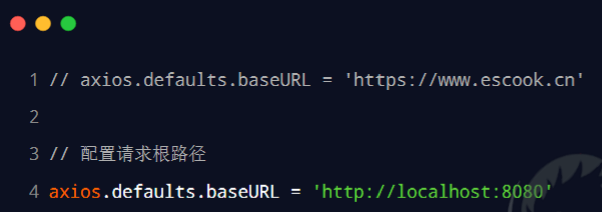 1 // axios.defaults.baseURL = 'https://www.escook.cn'
2
3 // 配置请求根路径
4 axios.defaults.baseURL = 'http://localhost:8080'